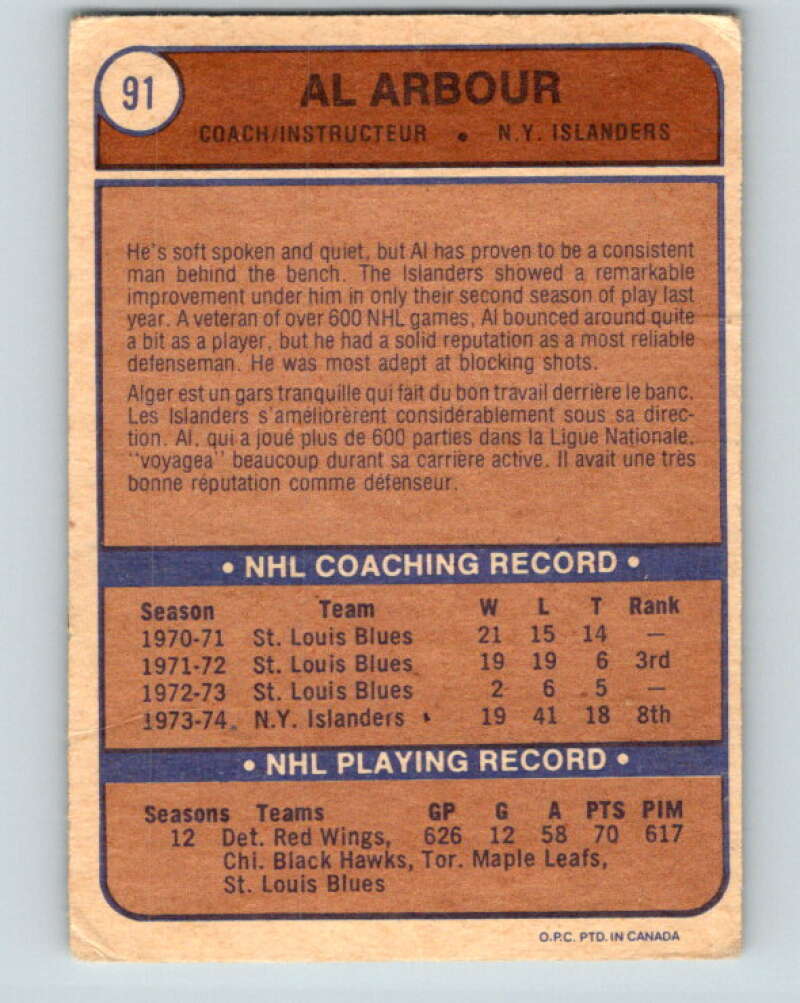 91
AL ARBOUR
COACH/INSTRUCTEUR • N.Y. ISLANDERS
He's soft spoken and quiet, but Al has proven to be a consistent
man behind the bench. The Islanders showed a remarkable
improvement under him in only their second season of play last
year. A veteran of over 600 NHL games, Al bounced around quite
a bit as a player, but he had a solid reputation as a most reliable
defenseman. He was most adept at blocking shots.
Alger est un gars tranquille qui fait du bon travail derrière le banc.
Les Islanders s'améliorèrent considérablement sous sa direc-
tion. Al, qui a joué plus de 600 parties dans la Ligue Nationale,
"voyagea" beaucoup durant sa carrière active. Il avait une très
bonne réputation comme défenseur.
• NHL COACHING RECORD •
Season Team W L T Rank
1970-71 St. Louis Blues 21 15 14 —
1971-72 St. Louis Blues 19 19 6 3rd
1972-73 St. Louis Blues 2 6 5 —
1973-74 N.Y. Islanders 19 41 18 8th
• NHL PLAYING RECORD •
Seasons Teams GP G A PTS PIM
12 Det. Red Wings, 626 12 58 70 617
Chi. Black Hawks, Tor. Maple Leafs,
St. Louis Blues
O.P.C. PTD. IN CANADA